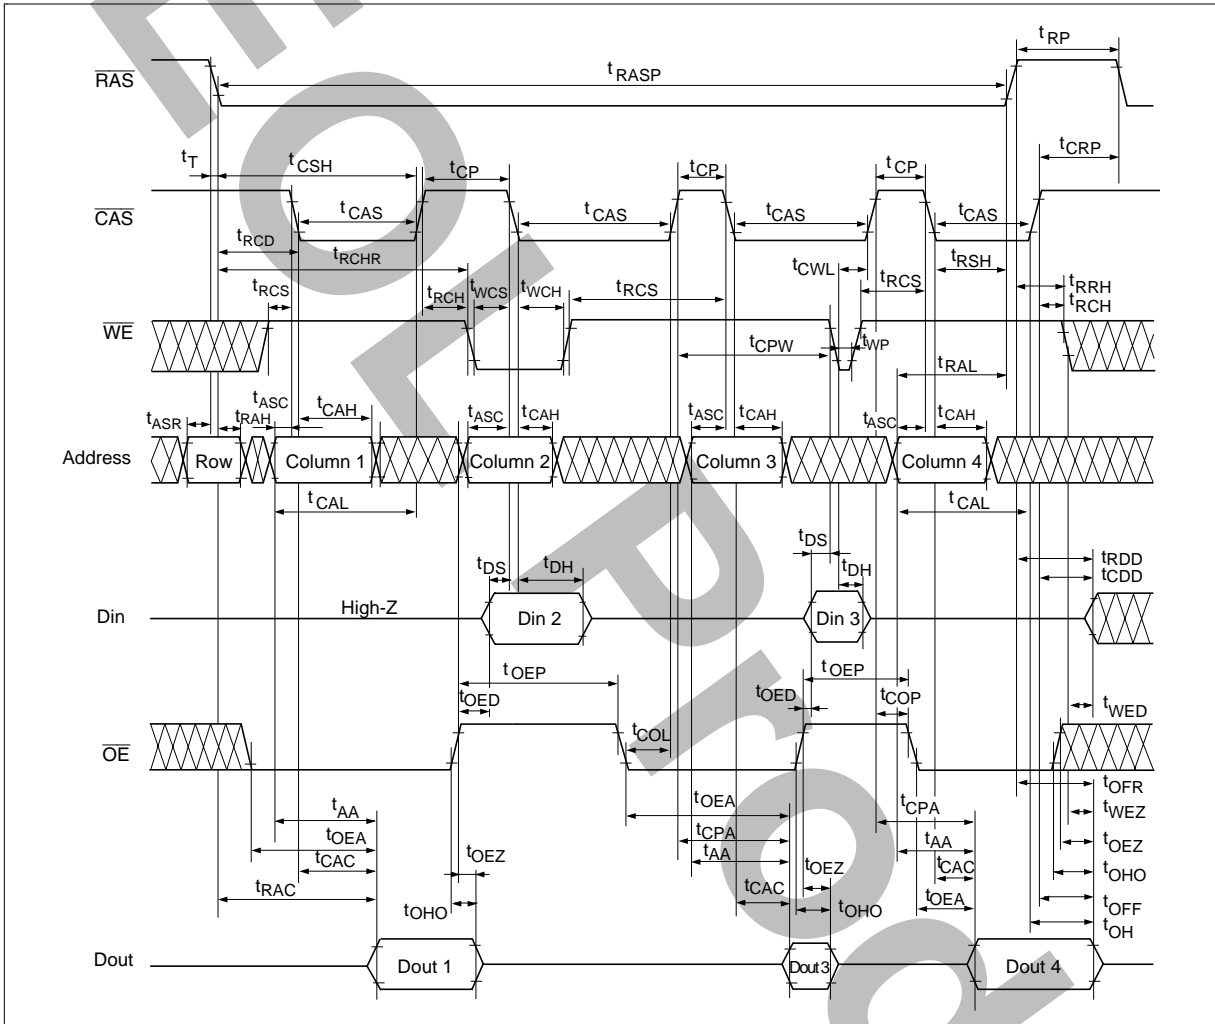 tRP
RAS
tRASP
tT
tCSH
tCP
tCP
tCP
tCRP
CAS
tCAS
tCAS
tCAS
tCAS
tRCD
tRCHR
tCWL
tRSH
tRCS
tRCH
tWCS
tWCH
tRCS
tRCS
tRRH
tRCH
WE
tCPW
tWP
tRAL
tASR
tRAH
tASC
tCAH
tASC
tCAH
tASC
tCAH
tASC
tCAH
Address
Row
Column 1
Column 2
Column 3
Column 4
tCAL
tCAL
tDS
tDH
tDS
tDH
tRDD
tCDD
Din
High-Z
Din 2
Din 3
tOEP
tOEP
tOED
tOED
tCOP
tWED
OE
tCOL
tOFR
tAA
tOEA
tCPA
tWEZ
tOEA
tCPA
tAA
tOEZ
tCAC
tOEZ
tAA
tOEZ
tCAC
tOHO
tRAC
tOHO
tCAC
tOHO
tOEA
tOFF
tOH
Dout
Dout 1
Dout3
Dout 4
EOL Prod